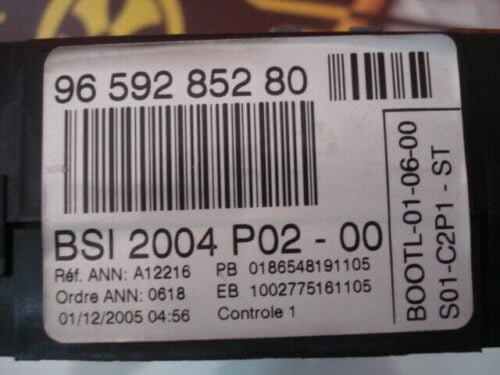 96 592 852 80
BSI 2004 P02 - 00
Réf. ANN: A12216 PB 0186548191105
Ordre ANN: 0618 EB 1002775161105
01/12/2005 04:56 Controle 1
BOOTL-01-06-00
S01-C2P1 - ST